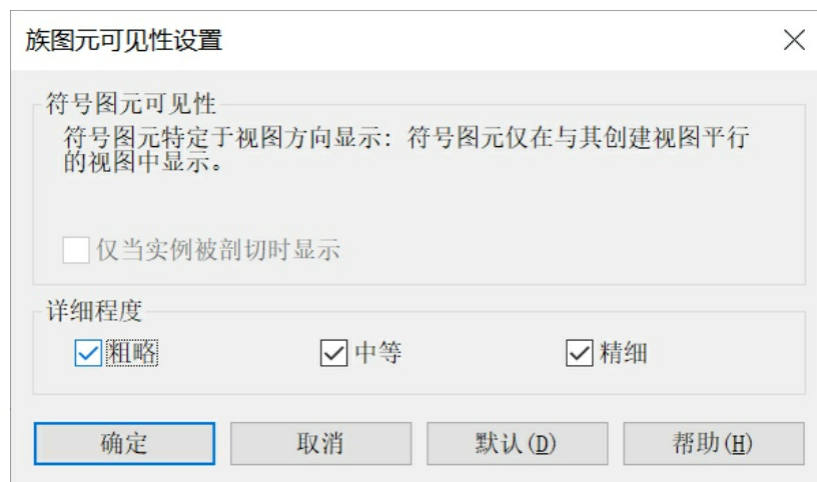 族图元可见性设置
符号图元可见性
符号图元特定于视图方向显示: 符号图元仅在与其创建视图平行
的视图中显示。
仅当实例被剖切时显示
详细程度
粗略 中等 精细
确定 取消 默认(D) 帮助(H)